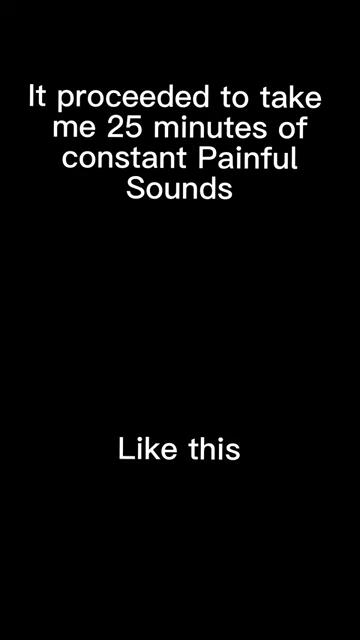 It proceeded to take
me 25 minutes of
constant Painful
Sounds
Like this